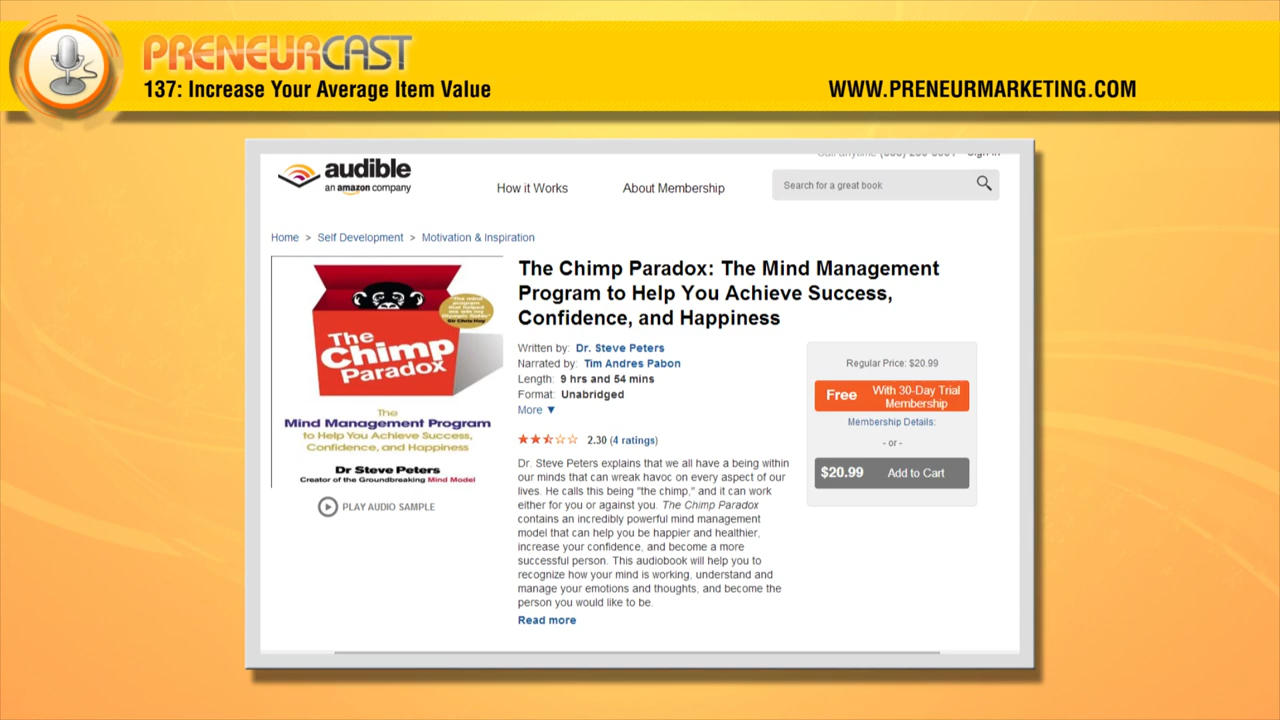 PRENEURCAST
137: Increase Your Average Item Value
WWW.PRENEURMARKETING.COM
audible
an amazon company
How it Works
About Membership
Search for a great book
Home > Self Development > Motivation & Inspiration
The Chimp Paradox: The Mind Management
Program to Help You Achieve Success,
Confidence, and Happiness
Written by: Dr. Steve Peters
Narrated by: Tim Andres Pabon
Length: 9 hrs and 54 mins
Format: Unabridged
More
2.30 (4 ratings)
Dr. Steve Peters explains that we all have a being within
our minds that can wreak havoc on every aspect of our
lives. He calls this being "the chimp," and it can work
either for you or against you. The Chimp Paradox
contains an incredibly powerful mind management
model that can help you be happier and healthier,
increase your confidence, and become a more
successful person. This audiobook will help you to
recognize how your mind is working, understand and
manage your emotions and thoughts, and become the
person you would like to be.
Read more
The
Chimp
Paradox
The
Mind Management Program
to Help You Achieve Success,
Confidence, and Happiness
Dr Steve Peters
Creator of the Groundbreaking Mind Model
PLAY AUDIO SAMPLE
Regular Price: $20.99
Free With 30-Day Trial
Membership
Membership Details:
- or -
$20.99 Add to Cart